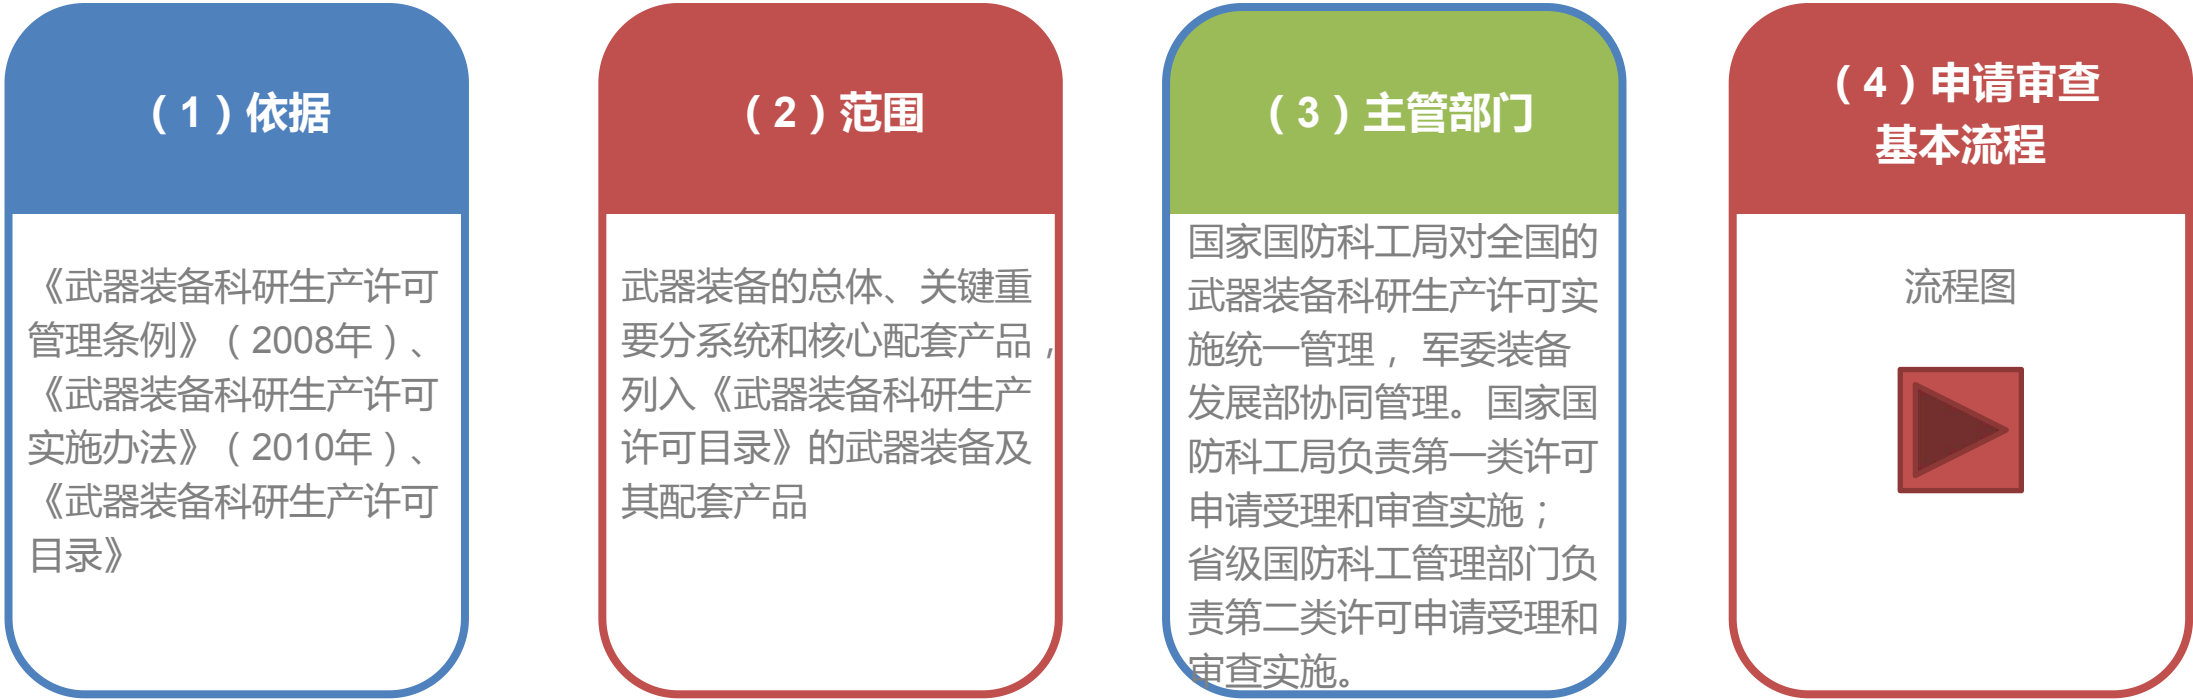 （1）依据
《武器装备科研生产许可
管理条例》（2008年）、
《武器装备科研生产许可
实施办法》（2010年）、
《武器装备科研生产许可
目录》
（2）范围
武器装备的总体、关键重
要分系统和核心配套产品，
列入《武器装备科研生产
许可目录》的武器装备及
其配套产品
（3）主管部门
国家国防科工局对全国的
武器装备科研生产许可实
施统一管理， 军委装备
发展部协同管理。国家国
防科工局负责第一类许可
申请受理和审查实施；
省级国防科工管理部门负
责第二类许可申请受理和
审查实施。
（4）申请审查
基本流程
流程图